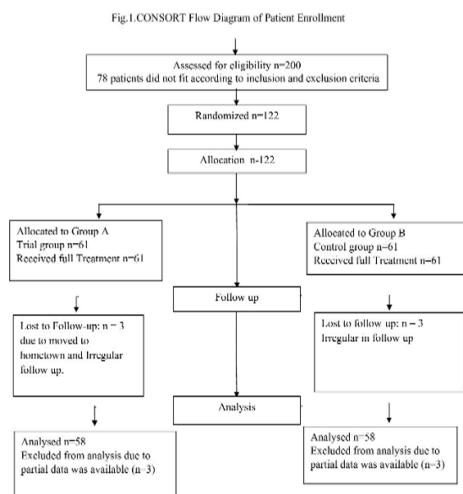 Fig.1.CONSORT Flow Diagram of Patient Enrollment
Assessed for eligibility n=200
78 patients did not fit according to inclusion and exclusion criteria
Randomized n=122
Allocation n-122
Allocated to Group A
Trial group n=61
Received full Treatment n=61
Allocated to Group B
Control group n=61
Received full Treatment n=61
Follow up
Lost to Follow-up: n = 3
due to moved to
hometown and Irregular
follow up.
Lost to follow up: n = 3
Irregular in follow up
Analysis
Analysed n=58
Excluded from analysis due to
partial data was available (n-3)
Analysed n=58
Excluded from analysis due to
partial data was available (n-3)